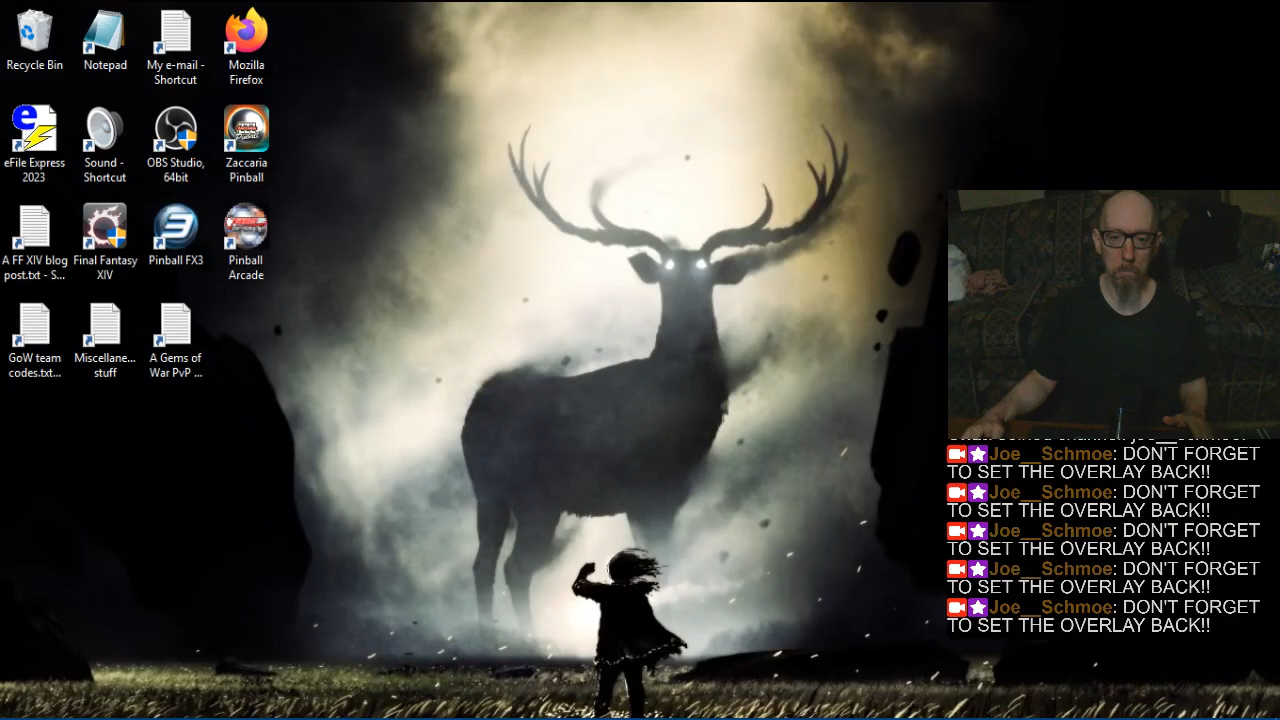 Recycle Bin
Notepad
My e-mail -
Shortcut
Mozilla
Firefox
eFile Express
2023
Sound -
Shortcut
OBS Studio,
64bit
Zaccaria
Pinball
A FF XIV blog
post.txt - S...
Final Fantasy
XIV
Pinball FX3
Pinball
Arcade
GoW team
codes.txt...
Miscellane...
stuff
A Gems of
War PvP ...
Joe__Schmoe: DON'T FORGET
TO SET THE OVERLAY BACK!!
Joe__Schmoe: DON'T FORGET
TO SET THE OVERLAY BACK!!
Joe__Schmoe: DON'T FORGET
TO SET THE OVERLAY BACK!!
Joe__Schmoe: DON'T FORGET
TO SET THE OVERLAY BACK!!
Joe__Schmoe: DON'T FORGET
TO SET THE OVERLAY BACK!!